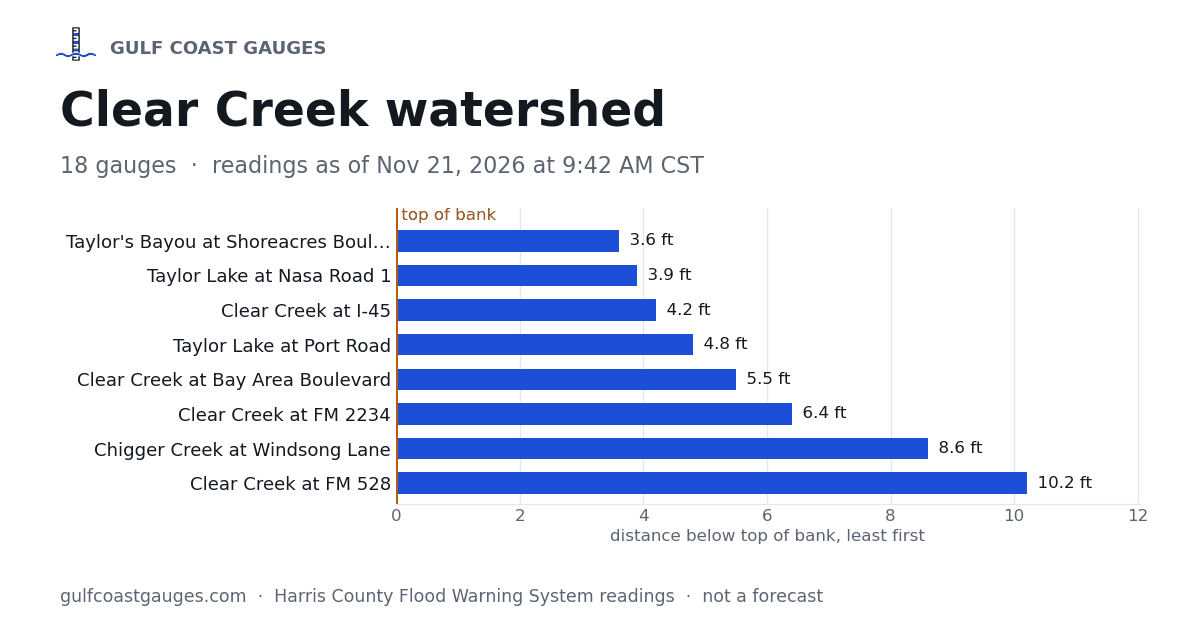 GULF COAST GAUGES
Clear Creek watershed
18 gauges · readings as of Nov 21, 2026 at 9:42 AM CST
top of bank
Taylor's Bayou at Shoreacres Boul… 3.6 ft
Taylor Lake at Nasa Road 1 3.9 ft
Clear Creek at I-45 4.2 ft
Taylor Lake at Port Road 4.8 ft
Clear Creek at Bay Area Boulevard 5.5 ft
Clear Creek at FM 2234 6.4 ft
Chigger Creek at Windsong Lane 8.6 ft
Clear Creek at FM 528 10.2 ft
0 2 4 6 8 10 12
distance below top of bank, least first
gulfcoastgauges.com · Harris County Flood Warning System readings · not a forecast